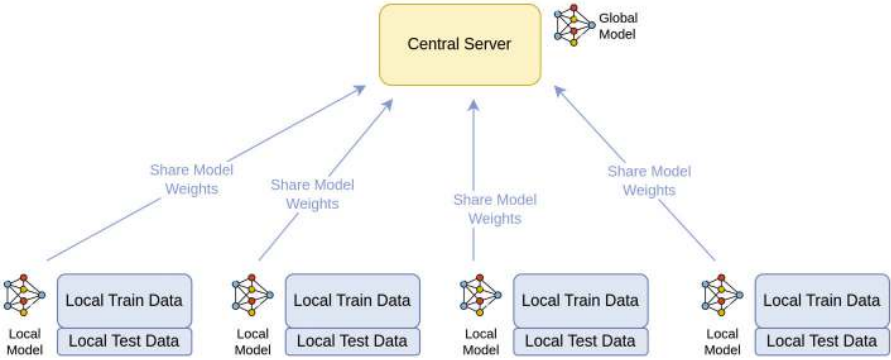 Central Server
Global
Model
Share Model
Weights
Share Model
Weights
Share Model
Weights
Share Model
Weights
Local Train Data
Local Test Data
Local
Model
Local Train Data
Local Test Data
Local
Model
Local Train Data
Local Test Data
Local
Model
Local Train Data
Local Test Data
Local
Model